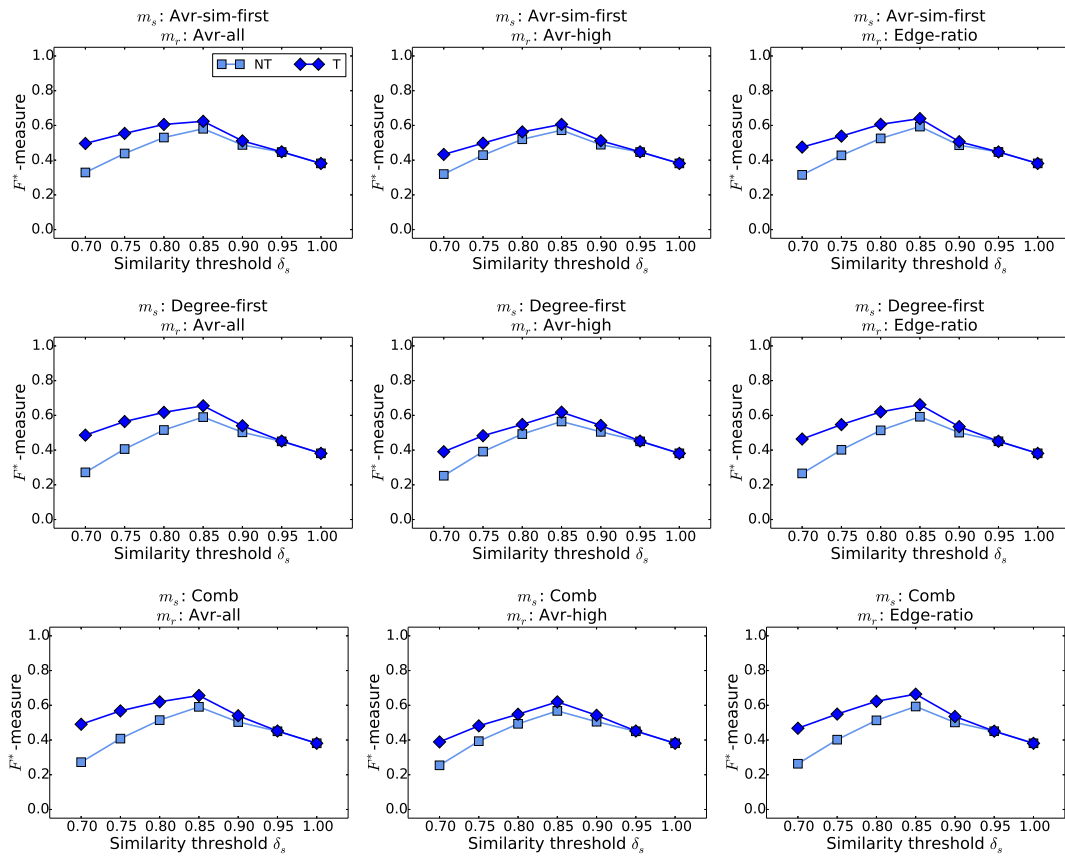 m_s: Avr-sim-first
m_r: Avr-all
NT T
1.0
0.8
0.6
0.4
0.2
0.0
F*-measure
0.70 0.75 0.80 0.85 0.90 0.95 1.00
Similarity threshold δ_s
m_s: Avr-sim-first
m_r: Avr-high
1.0
0.8
0.6
0.4
0.2
0.0
F*-measure
0.70 0.75 0.80 0.85 0.90 0.95 1.00
Similarity threshold δ_s
m_s: Avr-sim-first
m_r: Edge-ratio
1.0
0.8
0.6
0.4
0.2
0.0
F*-measure
0.70 0.75 0.80 0.85 0.90 0.95 1.00
Similarity threshold δ_s
m_s: Degree-first
m_r: Avr-all
1.0
0.8
0.6
0.4
0.2
0.0
F*-measure
0.70 0.75 0.80 0.85 0.90 0.95 1.00
Similarity threshold δ_s
m_s: Degree-first
m_r: Avr-high
1.0
0.8
0.6
0.4
0.2
0.0
F*-measure
0.70 0.75 0.80 0.85 0.90 0.95 1.00
Similarity threshold δ_s
m_s: Degree-first
m_r: Edge-ratio
1.0
0.8
0.6
0.4
0.2
0.0
F*-measure
0.70 0.75 0.80 0.85 0.90 0.95 1.00
Similarity threshold δ_s
m_s: Comb
m_r: Avr-all
1.0
0.8
0.6
0.4
0.2
0.0
F*-measure
0.70 0.75 0.80 0.85 0.90 0.95 1.00
Similarity threshold δ_s
m_s: Comb
m_r: Avr-high
1.0
0.8
0.6
0.4
0.2
0.0
F*-measure
0.70 0.75 0.80 0.85 0.90 0.95 1.00
Similarity threshold δ_s
m_s: Comb
m_r: Edge-ratio
1.0
0.8
0.6
0.4
0.2
0.0
F*-measure
0.70 0.75 0.80 0.85 0.90 0.95 1.00
Similarity threshold δ_s